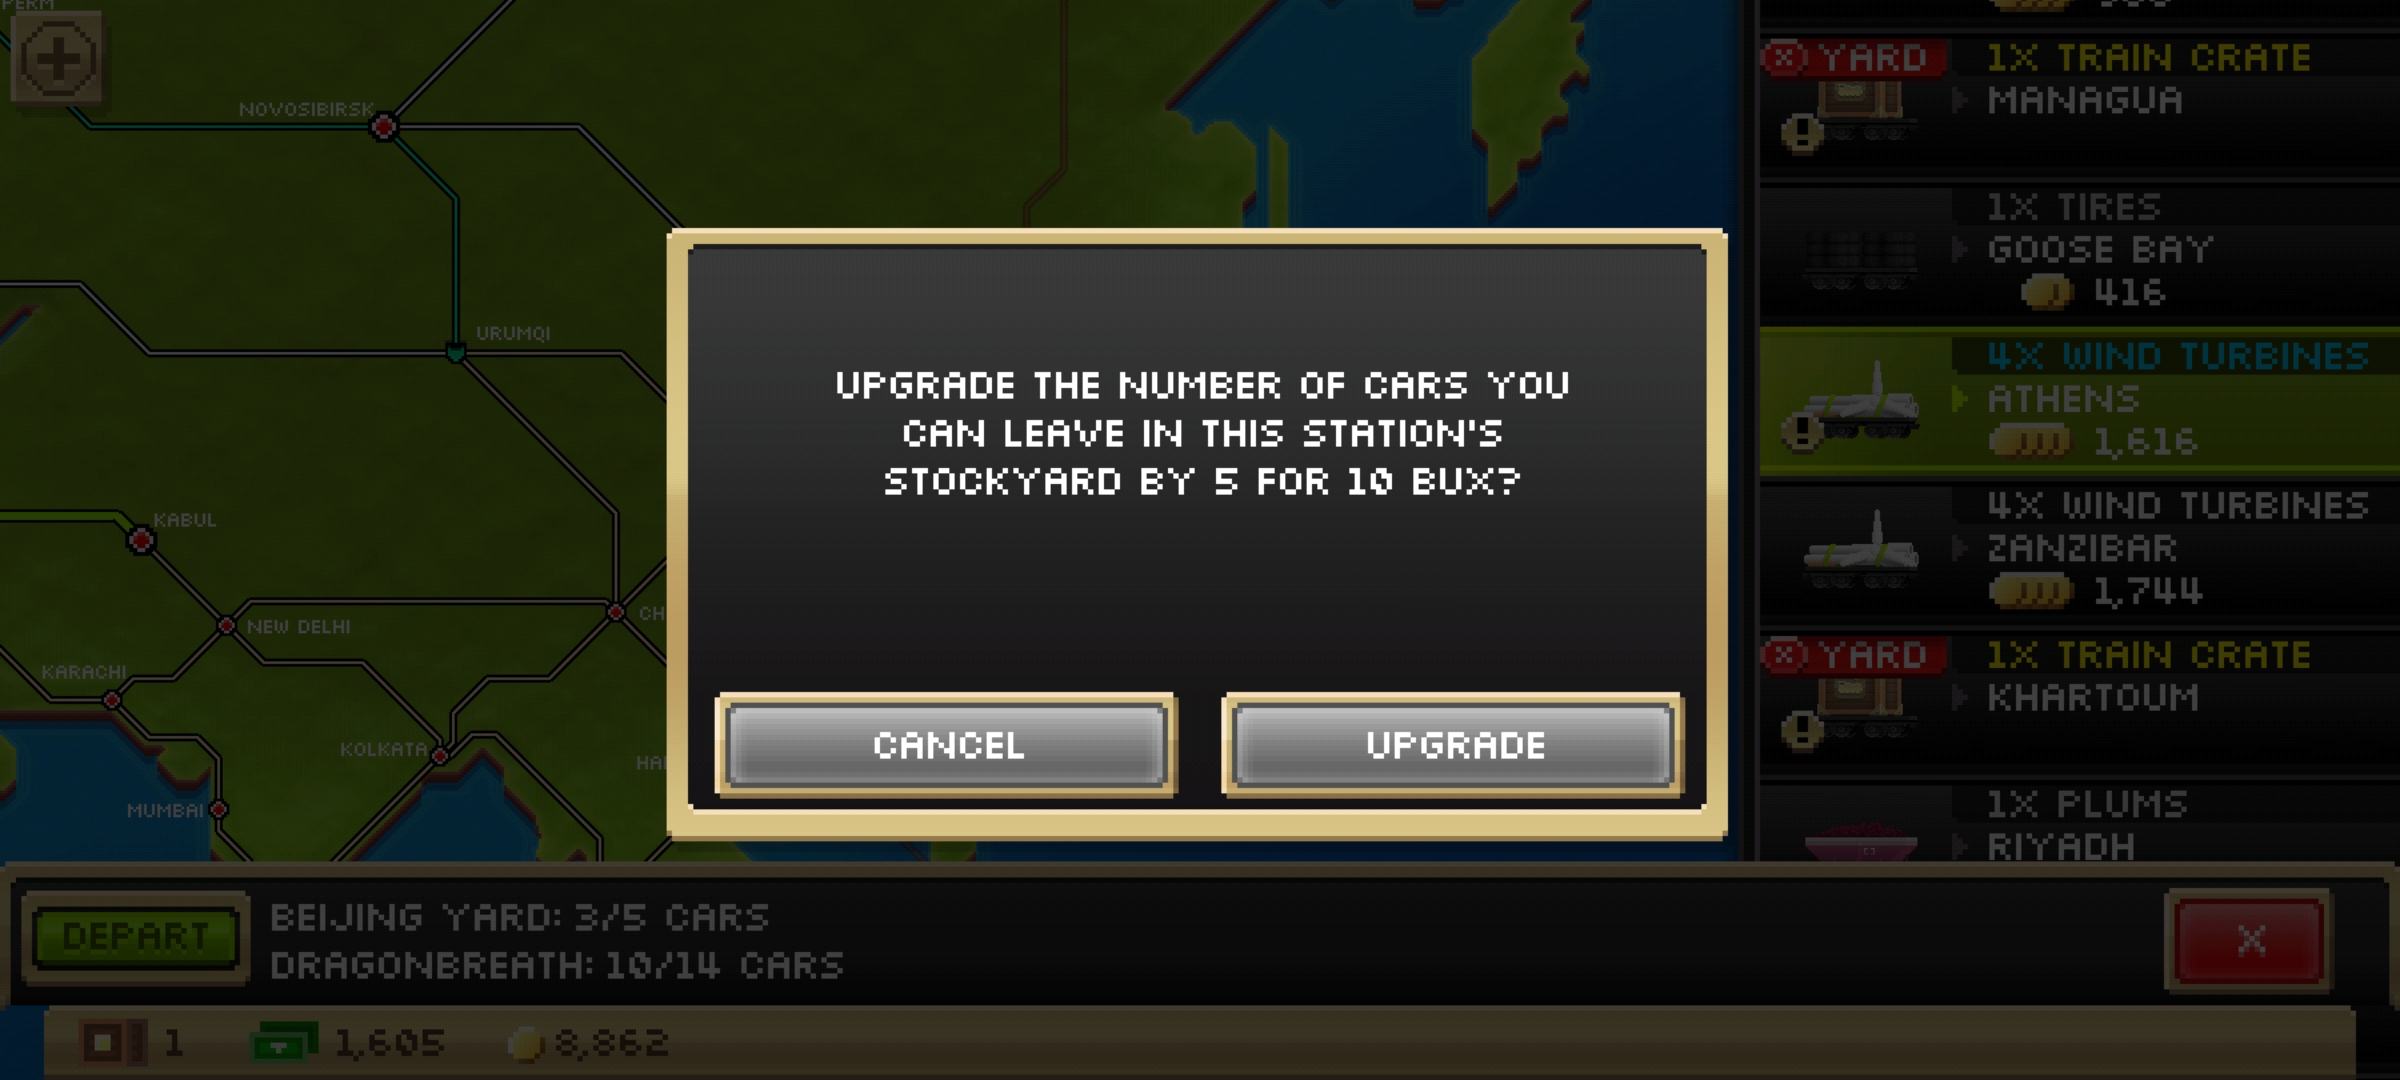 PERM
NOVOSIBIRSK
URUMQI
KABUL
NEW DELHI
KARACHI
KOLKATA
MUMBAI
UPGRADE THE NUMBER OF CARS YOU
CAN LEAVE IN THIS STATION'S
STOCKYARD BY 5 FOR 10 BUX?
CANCEL
UPGRADE
YARD
1X TRAIN CRATE
MANAGUA
1X TIRES
GOOSE BAY
416
4X WIND TURBINES
ATHENS
1,616
4X WIND TURBINES
ZANZIBAR
1,744
YARD
1X TRAIN CRATE
KHARTOUM
1X PLUMS
RIYADH
DEPART
BEIJING YARD: 3/5 CARS
DRAGONBREATH: 10/14 CARS
X
1
1,605
8,862